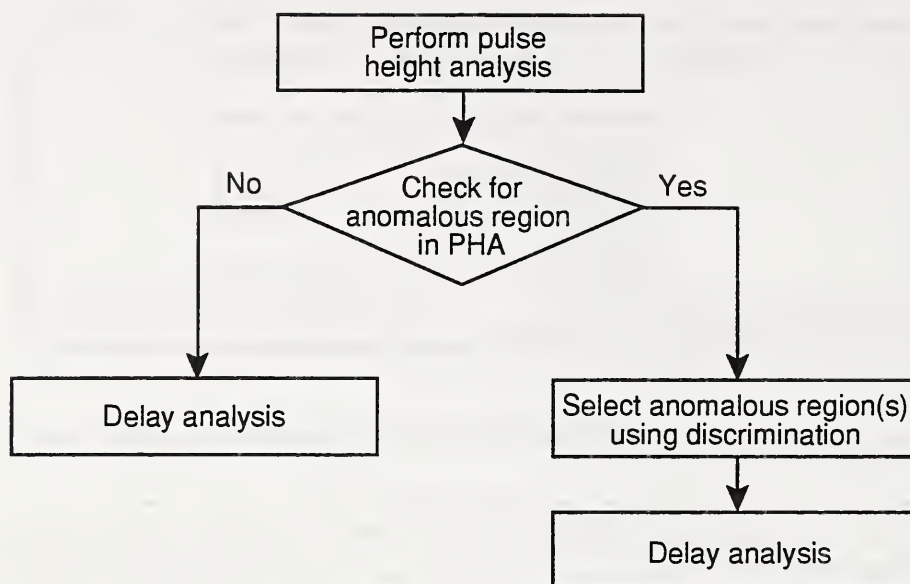 Perform pulse
height analysis
No
Check for
anomalous region
in PHA
Yes
Delay analysis
Select anomalous region(s)
using discrimination
Delay analysis